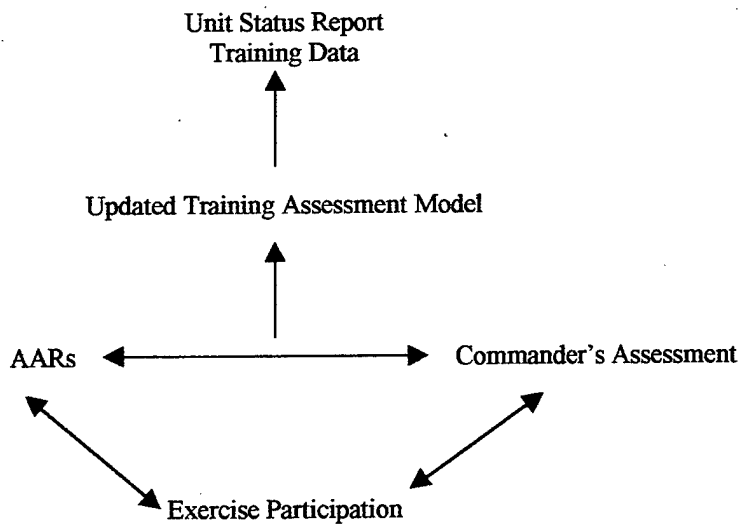 Unit Status Report
Training Data
Updated Training Assessment Model
AARs
Commander's Assessment
Exercise Participation